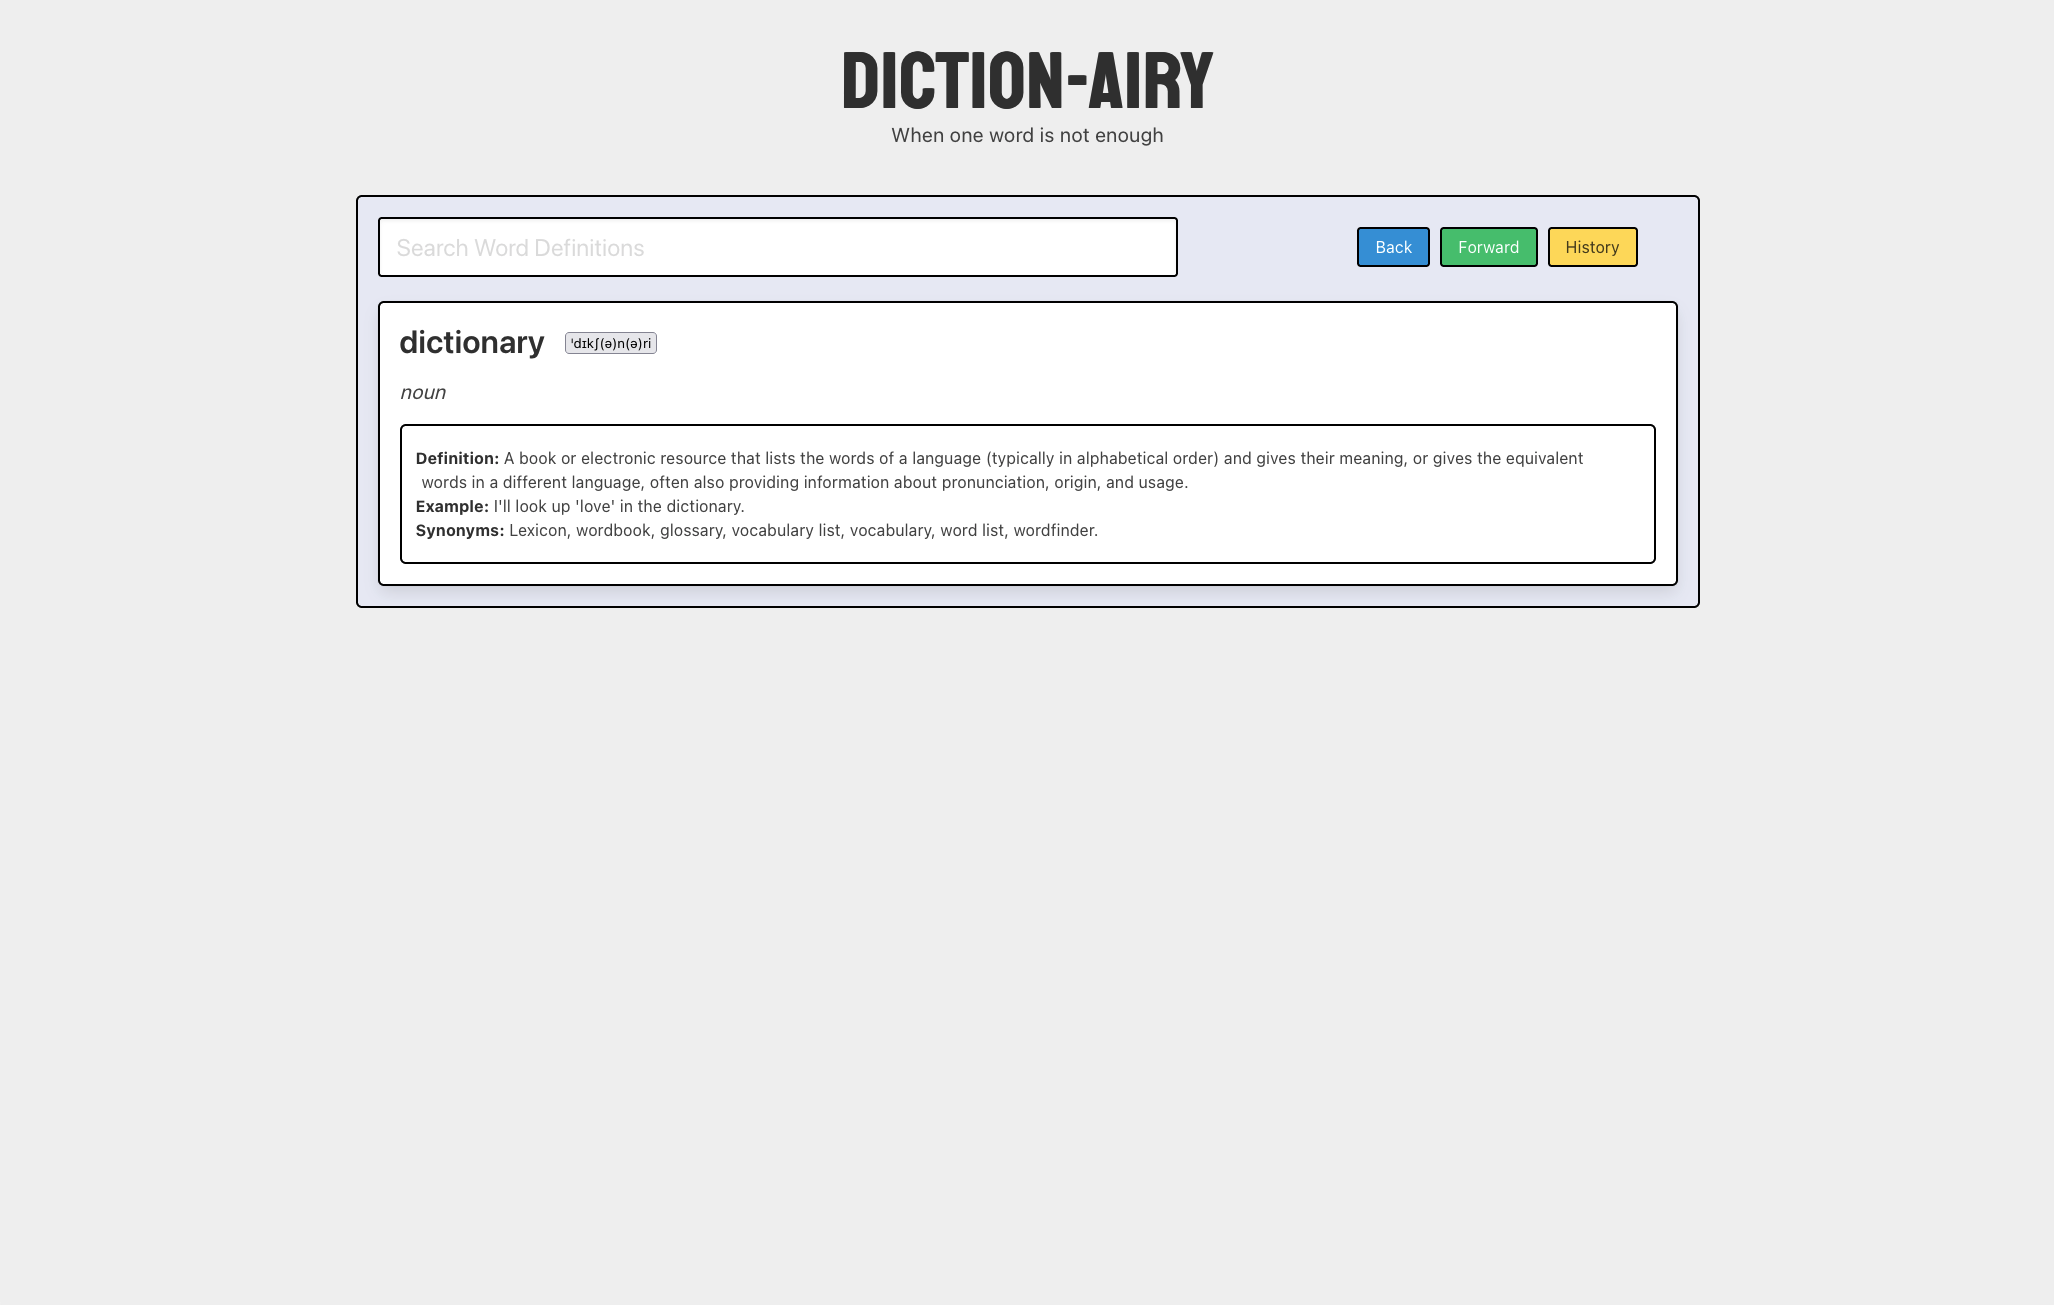 DICTION-AIRY
When one word is not enough
Search Word Definitions
Back
Forward
History
dictionary
'dɪkʃ(ə)n(ə)ri
noun
Definition: A book or electronic resource that lists the words of a language (typically in alphabetical order) and gives their meaning, or gives the equivalent
words in a different language, often also providing information about pronunciation, origin, and usage.
Example: I'll look up 'love' in the dictionary.
Synonyms: Lexicon, wordbook, glossary, vocabulary list, vocabulary, word list, wordfinder.